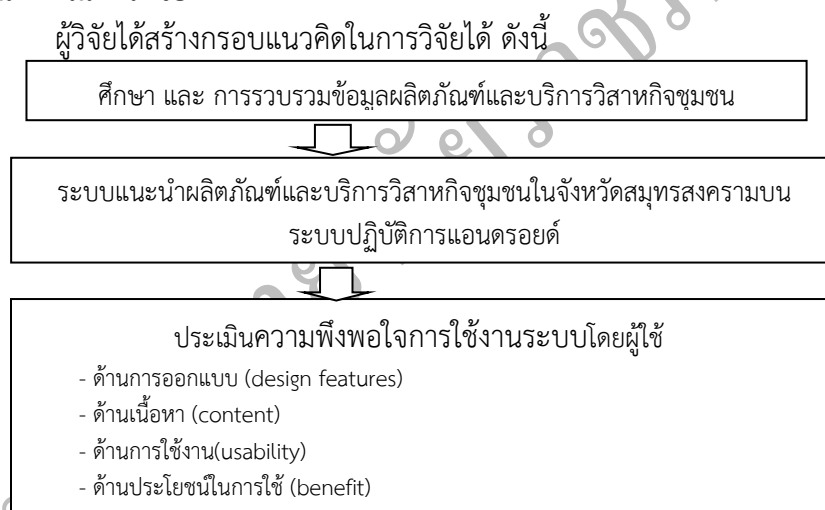 ผู้วิจัยได้สร้างกรอบแนวคิดในการวิจัยได้ ดังนี้
ศึกษา และ การรวบรวมข้อมูลผลิตภัณฑ์และบริการวิสาหกิจชุมชน
ระบบแนะนำผลิตภัณฑ์และบริการวิสาหกิจชุมชนในจังหวัดสมุทรสงครามบน
ระบบปฏิบัติการแอนดรอยด์
ประเมินความพึงพอใจการใช้งานระบบโดยผู้ใช้
- ด้านการออกแบบ (design features)
- ด้านเนื้อหา (content)
- ด้านการใช้งาน(usability)
- ด้านประโยชน์ในการใช้ (benefit)